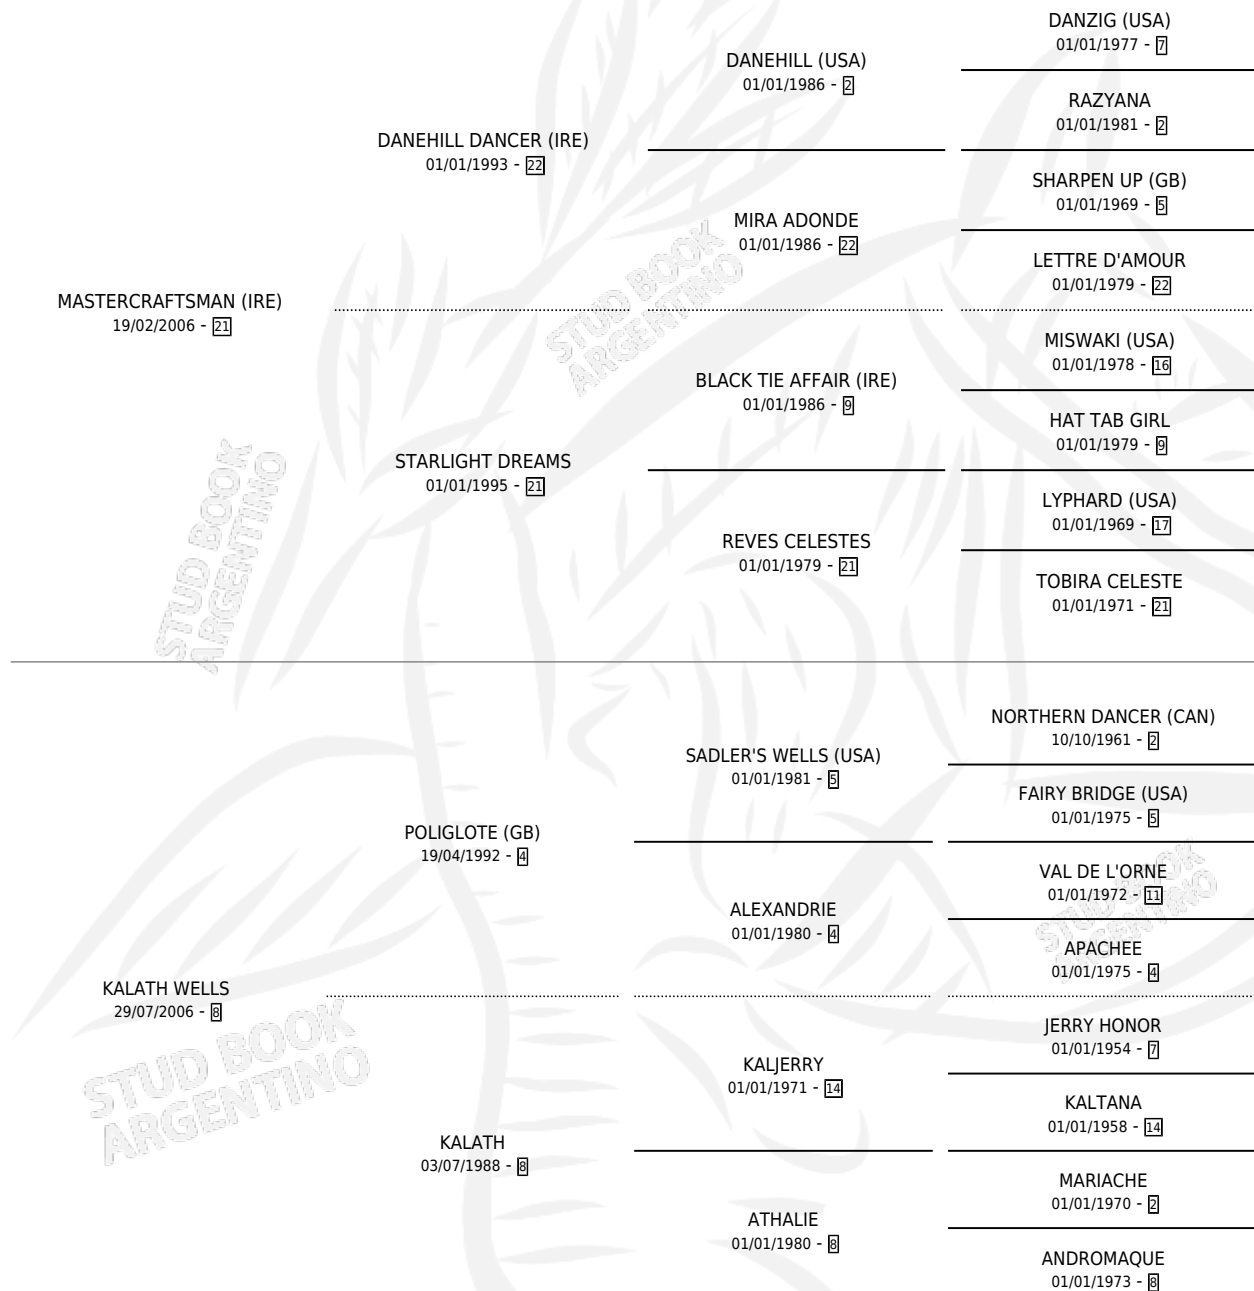 DANZIG (USA)
01/01/1977 - 7
DANEHILL (USA)
01/01/1986 - 2
RAZYANA
01/01/1981 - 2
DANEHILL DANCER (IRE)
01/01/1993 - 22
SHARPEN UP (GB)
01/01/1969 - 5
MIRA ADONDE
01/01/1986 - 22
LETTRE D'AMOUR
01/01/1979 - 22
MASTERCRAFTSMAN (IRE)
19/02/2006 - 21
MISWAKI (USA)
01/01/1978 - 16
BLACK TIE AFFAIR (IRE)
01/01/1986 - 9
HAT TAB GIRL
01/01/1979 - 9
STARLIGHT DREAMS
01/01/1995 - 21
LYPHARD (USA)
01/01/1969 - 17
REVES CELESTES
01/01/1979 - 21
TOBIRA CELESTE
01/01/1971 - 21
NORTHERN DANCER (CAN)
10/10/1961 - 2
SADLER'S WELLS (USA)
01/01/1981 - 5
FAIRY BRIDGE (USA)
01/01/1975 - 5
POLIGLOTE (GB)
19/04/1992 - 4
VAL DE L'ORNE
01/01/1972 - 11
ALEXANDRIE
01/01/1980 - 4
APACHEE
01/01/1975 - 4
KALATH WELLS
29/07/2006 - 8
JERRY HONOR
01/01/1954 - 7
KALJERRY
01/01/1971 - 14
KALTANA
01/01/1958 - 14
KALATH
03/07/1988 - 8
MARIACHE
01/01/1970 - 2
ATHALIE
01/01/1980 - 8
ANDROMAQUE
01/01/1973 - 8
STUD BOOK
ARGENTINO
STUD BOOK
ARGENTINO
STUD BOOK
ARGENTINO
STUD BOOK
ARGENTINO